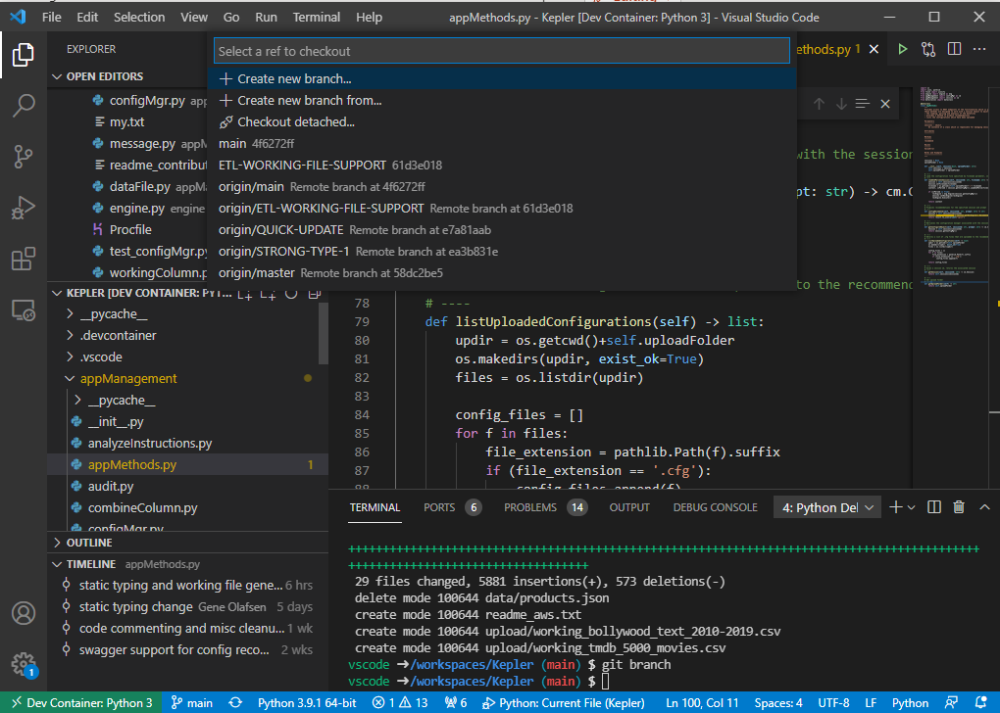 File Edit Selection View Go Run Terminal Help appMethods.py - Kepler [Dev Container: Python 3] - Visual Studio Code
EXPLORER
ethods.py 1
Select a ref to checkout
OPEN EDITORS
Create new branch...
configMgr.py
Create new branch from...
my.txt
Checkout detached...
message.py
main 4f6272ff
readme_contribut
ETL-WORKING-FILE-SUPPORT 61d3e018
with the session
dataFile.py
origin/main Remote branch at 4f6272ff
pt: str) -> cm.C
engine.py engine
origin/ETL-WORKING-FILE-SUPPORT Remote branch at 61d3e018
Procfile
origin/QUICK-UPDATE Remote branch at e7a81aab
test_configMgr.py
origin/STRONG-TYPE-1 Remote branch at ea3b831e
workingColumn.p
origin/master Remote branch at 58dc2be5
KEPLER [DEV CONTAINER: PYT...
to the recommend
78 # ----
__pycache__
79 def listUploadedConfigurations(self) -> list:
.devcontainer
80 updir = os.getcwd()+self.uploadFolder
.vscode
81 os.makedirs(updir, exist_ok=True)
appManagement
82 files = os.listdir(updir)
__pycache__
83
__init__.py
84 config_files = []
analyzeInstructions.py
85 for f in files:
appMethods.py 1
86 file_extension = pathlib.Path(f).suffix
audit.py
87 if (file_extension == '.cfg'):
combineColumn.py
88 config_files.append(f)
configMgr.py
TERMINAL PORTS 6 PROBLEMS 14 OUTPUT DEBUG CONSOLE 4: Python Del
OUTLINE
TIMELINE appMethods.py
static typing and working file gene... 6 hrs
static typing change Gene Olafsen 5 days
code commenting and misc cleanu... 1 wk
swagger support for config reco... 2 wks
29 files changed, 5881 insertions(+), 573 deletions(-)
delete mode 100644 data/products.json
create mode 100644 readme_aws.txt
create mode 100644 upload/working_bollywood_text_2010-2019.csv
create mode 100644 upload/working_tmdb_5000_movies.csv
vscode ➜ /workspaces/Kepler (main) $ git branch
vscode ➜ /workspaces/Kepler (main) $
1
Dev Container: Python 3 main Python 3.9.1 64-bit 1 13 6 Python: Current File (Kepler) Ln 100, Col 11 Spaces: 4 UTF-8 LF Python